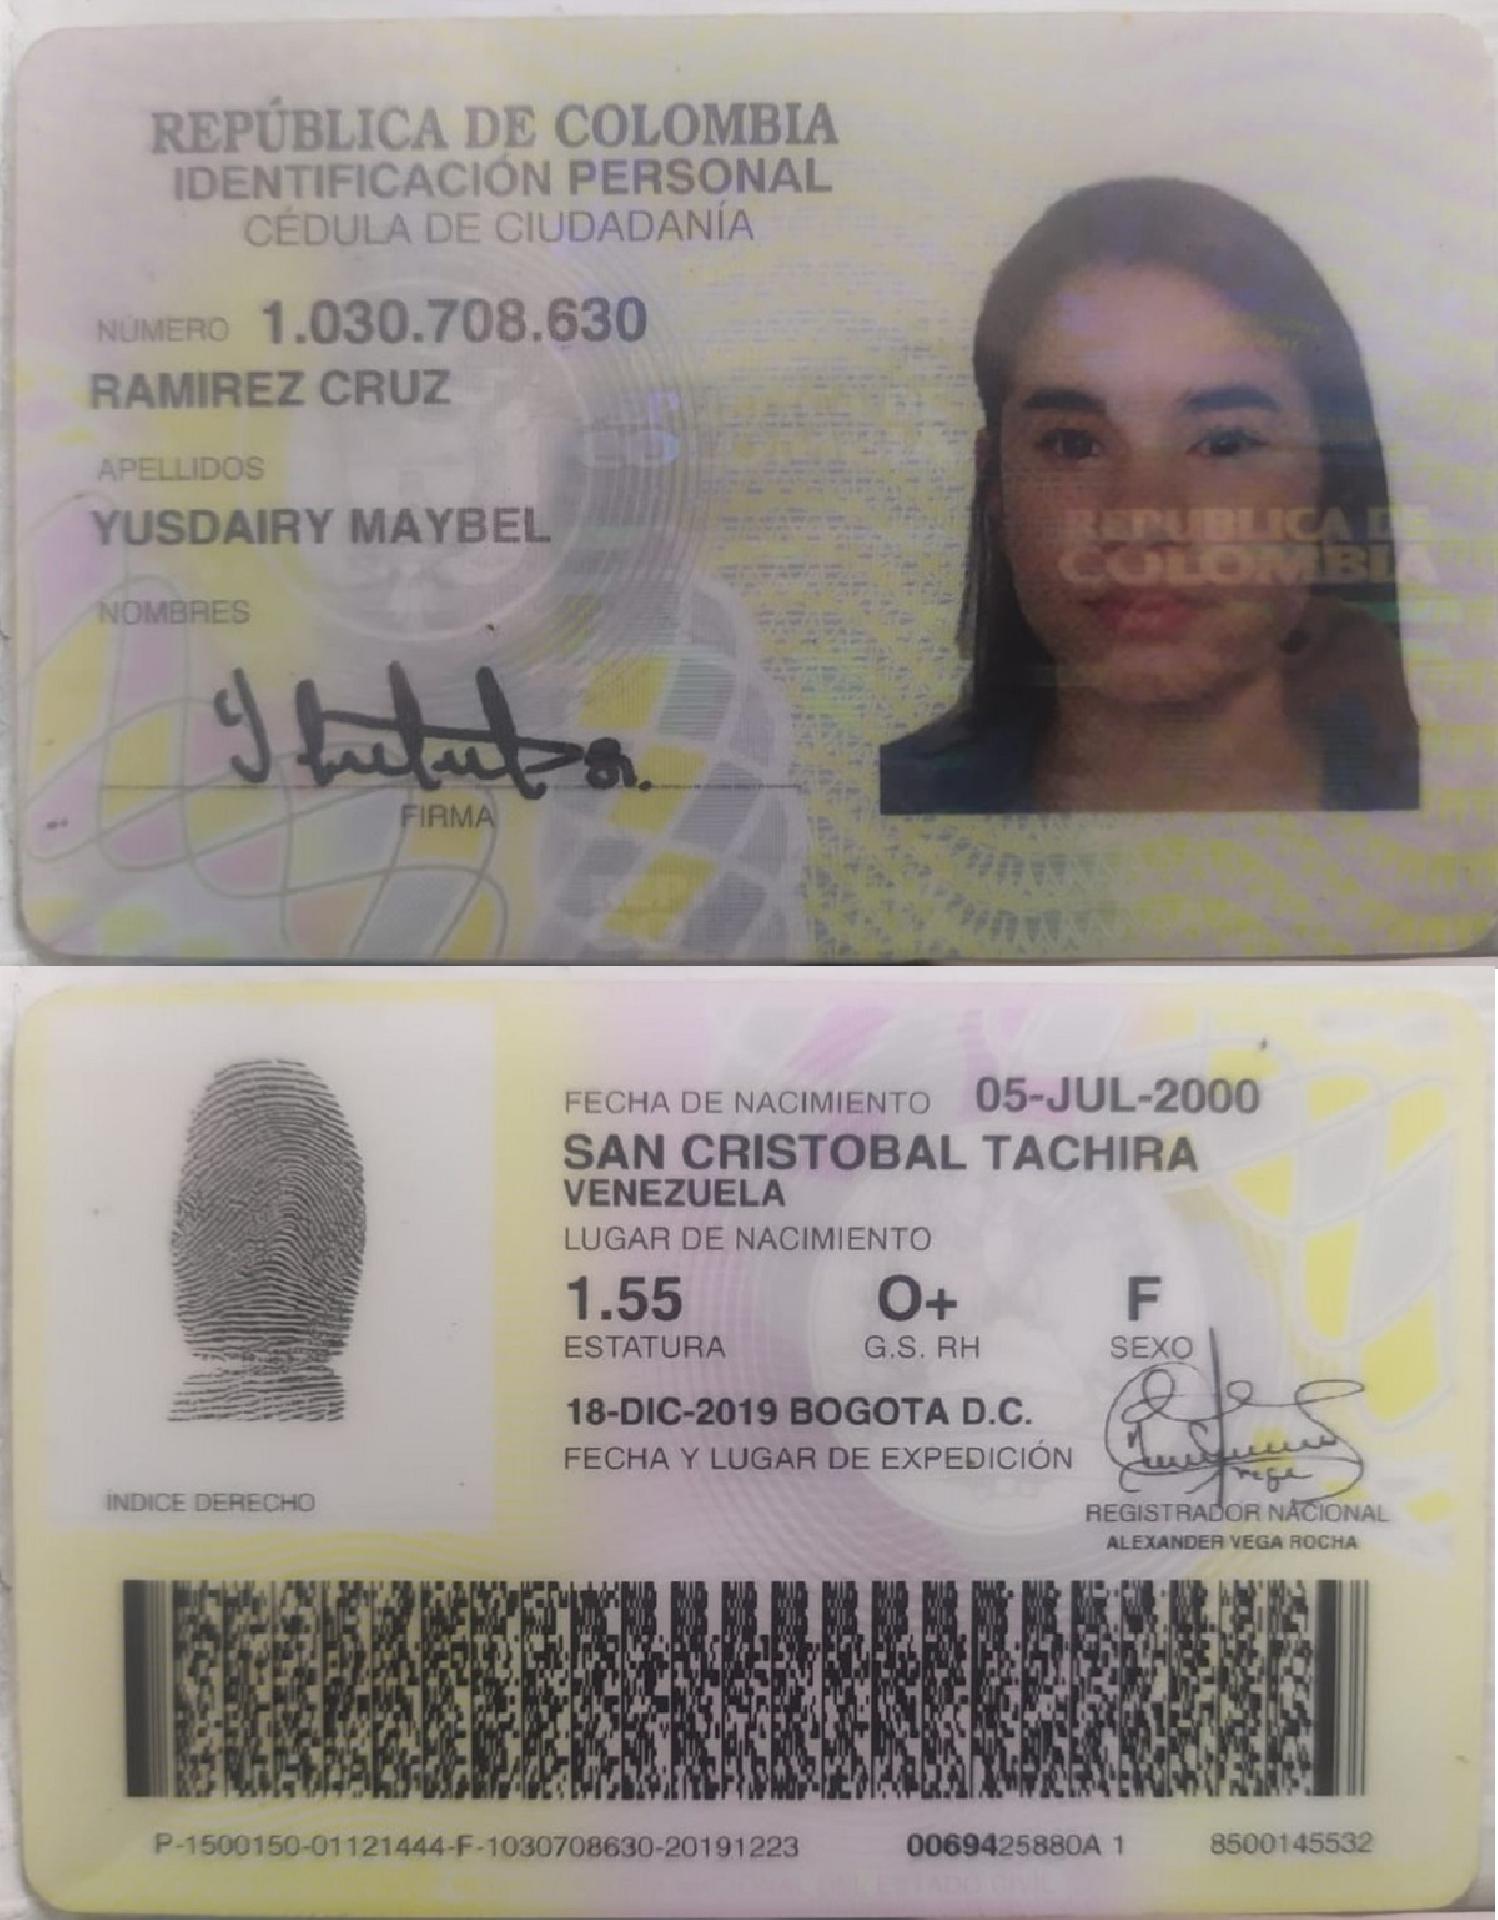 REPÚBLICA DE COLOMBIA
IDENTIFICACIÓN PERSONAL
CÉDULA DE CIUDADANÍA
NÚMERO 1.030.708.630
RAMIREZ CRUZ
APELLIDOS
YUSDAIRY MAYBEL
NOMBRES
FIRMA
REPUBLICA DE
COLOMBIA
FECHA DE NACIMIENTO 05-JUL-2000
SAN CRISTOBAL TACHIRA
VENEZUELA
LUGAR DE NACIMIENTO
1.55 O+ F
ESTATURA G.S. RH SEXO
18-DIC-2019 BOGOTA D.C.
FECHA Y LUGAR DE EXPEDICIÓN
ÍNDICE DERECHO
REGISTRADOR NACIONAL
ALEXANDER VEGA ROCHA
P-1500150-01121444-F-1030708630-20191223 0069425880A 1 8500145532